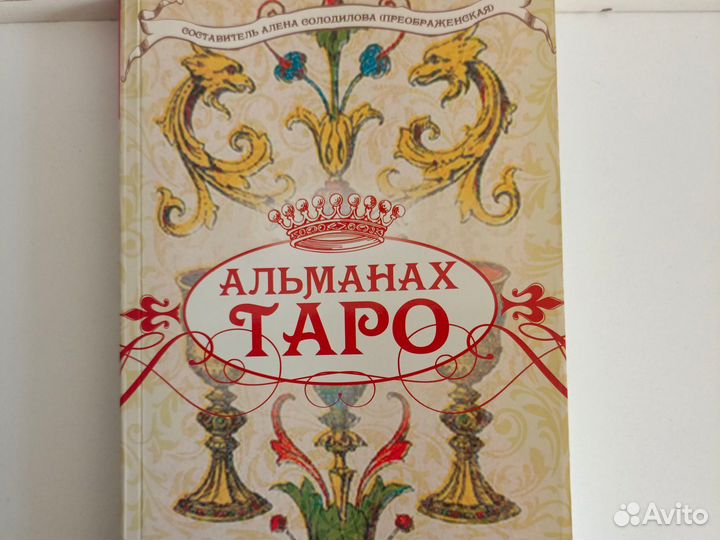 СОСТАВИТЕЛЬ АЛЕНА СОЛОДИЛОВА (ПРЕОБРАЖЕНСКАЯ)
АЛЬМАНАХ
ТАРО
Avito